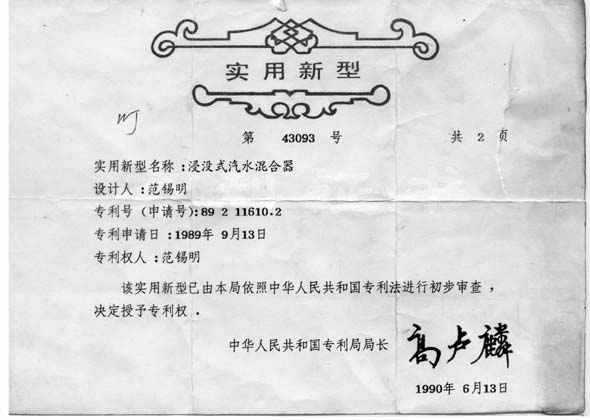 实用新型
第 43093 号 共 2 页
实用新型名称:浸没式汽水混合器
设计人:范锡明
专利号(申请号):89 2 11610.2
专利申请日:1989年 9月13日
专利权人:范锡明
该实用新型已由本局依照中华人民共和国专利法进行初步审查,
决定授予专利权.
中华人民共和国专利局局长 高卢麟
1990年 6月13日